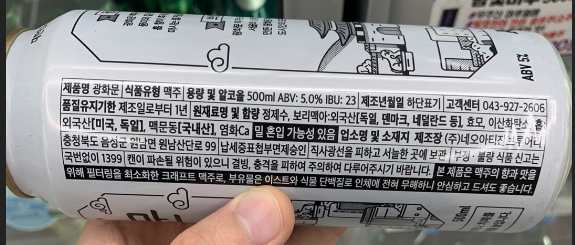 ABV 5%
제품명 광화문 식품유형 맥주 용량 및 알코올 500ml ABV: 5.0% IBU: 23 제조년월일 하단표기 고객센터 043-927-2606
품질유지기한 제조일로부터 1년 원재료명 및 함량 정제수, 보리맥아:외국산(독일, 덴마크, 네덜란드 등), 효모, 이산화탄소, 홉:
외국산(미국, 독일), 맥문동(국내산), 염화Ca 밀 혼입 가능성 있음 업소명 및 소재지 제조장 (주)네오아티잔브루어니
충청북도 음성군 원남면 원남산단로 99 납세증제첩부면제승인 직사광선을 피하고 서늘한 곳에 보관 부정·불량 식품 신고는
국번없이 1399 캔이 파손될 위험이 있으니 결빙, 충격을 피하여 주의하여 다루어주시기 바랍니다. 본 제품은 맥주의 향과 맛을
위해 필터링을 최소화한 크래프트 맥주로, 부유물은 이스트와 식물 단백질로 인체에 전혀 무해하니 안심하고 드셔도 좋습니다.